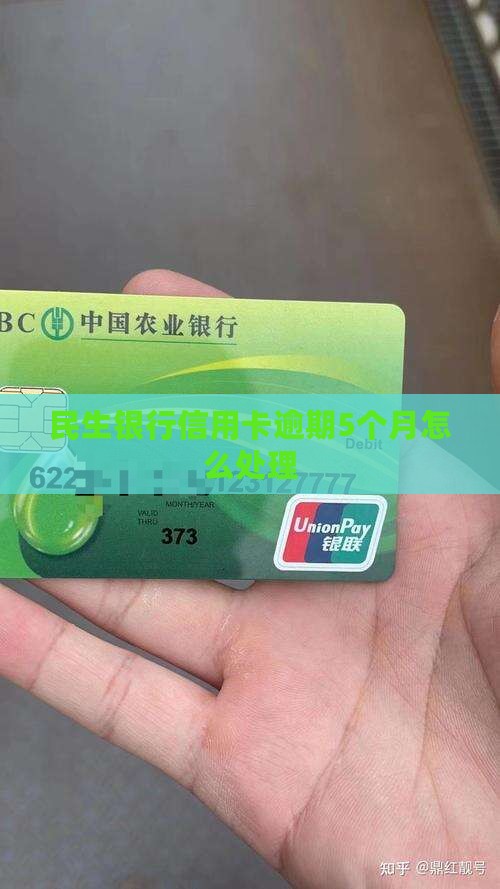 BC 中国农业银行
民生银行信用卡逾期5个月怎
么处理
Debit
622
123127777
MONTH/YEAR
VALID
THRU
373
UnionPay
银联
知乎 @鼎红靓号